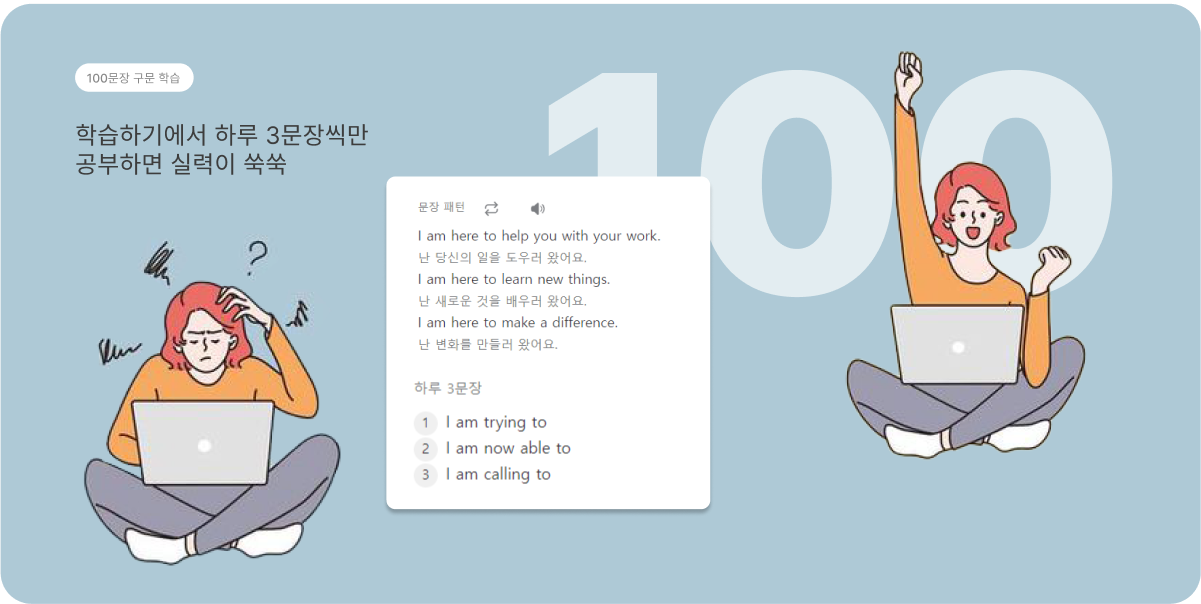 100문장 구문 학습
학습하기에서 하루 3문장씩만
공부하면 실력이 쑥쑥
100
문장 패턴
I am here to help you with your work.
난 당신의 일을 도우러 왔어요.
I am here to learn new things.
난 새로운 것을 배우러 왔어요.
I am here to make a difference.
난 변화를 만들러 왔어요.
하루 3문장
1 I am trying to
2 I am now able to
3 I am calling to
?